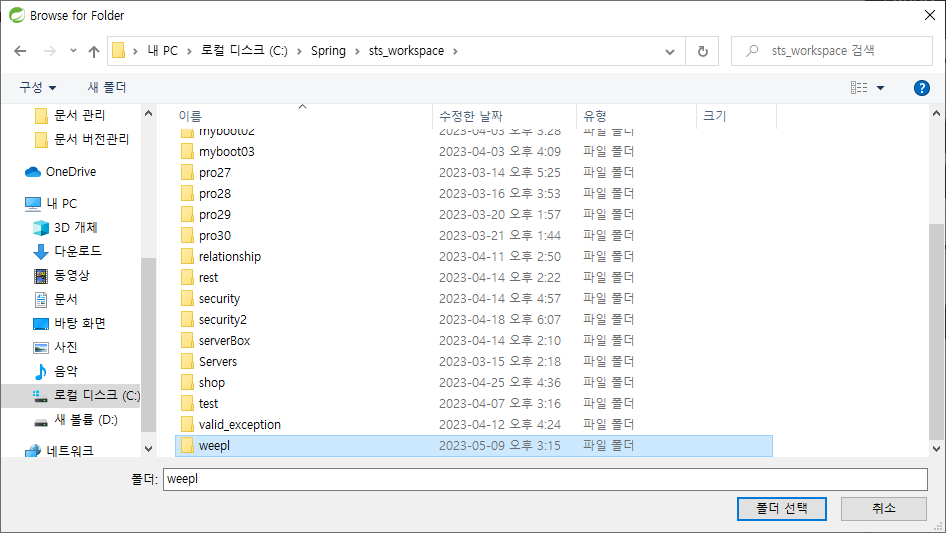 Browse for Folder
내 PC > 로컬 디스크 (C:) > Spring > sts_workspace >
sts_workspace 검색
구성
새 폴더
문서 관리
문서 버전관리
OneDrive
내 PC
3D 개체
다운로드
동영상
문서
바탕 화면
사진
음악
로컬 디스크 (C:)
새 볼륨 (D:)
네트워크
이름 수정한 날짜 유형 크기
myboot02 2023-04-03 오후 3:28 파일 폴더
myboot03 2023-04-03 오후 4:09 파일 폴더
pro27 2023-03-14 오후 5:25 파일 폴더
pro28 2023-03-16 오후 3:53 파일 폴더
pro29 2023-03-20 오후 1:57 파일 폴더
pro30 2023-03-21 오후 1:44 파일 폴더
relationship 2023-04-11 오후 2:50 파일 폴더
rest 2023-04-14 오후 2:22 파일 폴더
security 2023-04-14 오후 4:57 파일 폴더
security2 2023-04-18 오후 6:07 파일 폴더
serverBox 2023-04-14 오후 2:10 파일 폴더
Servers 2023-03-15 오후 2:18 파일 폴더
shop 2023-04-25 오후 4:36 파일 폴더
test 2023-04-07 오후 3:16 파일 폴더
valid_exception 2023-04-12 오후 4:24 파일 폴더
weepl 2023-05-09 오후 3:15 파일 폴더
폴더: weepl
폴더 선택
취소